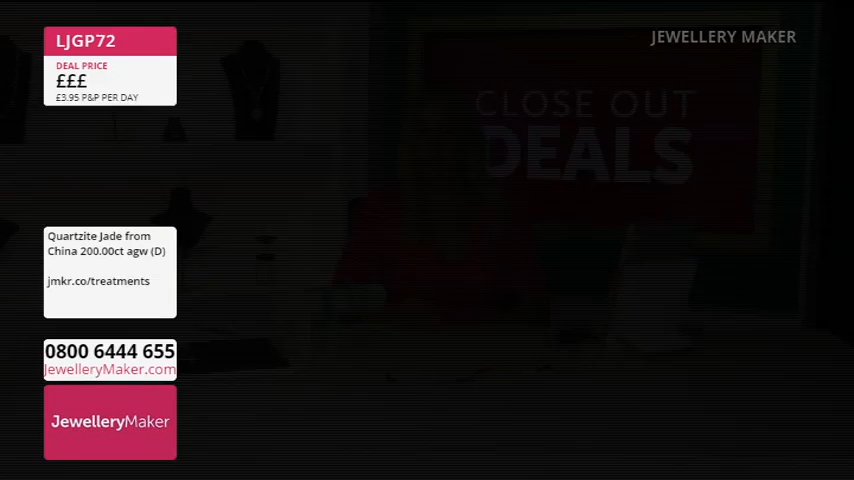 LJGP72
DEAL PRICE
£££
£3.95 P&P PER DAY
JEWELLERY MAKER
CLOSE OUT
DEALS
Quartzite Jade from
China 200.00ct agw (D)
jmkr.co/treatments
0800 6444 655
JewelleryMaker.com
JewelleryMaker